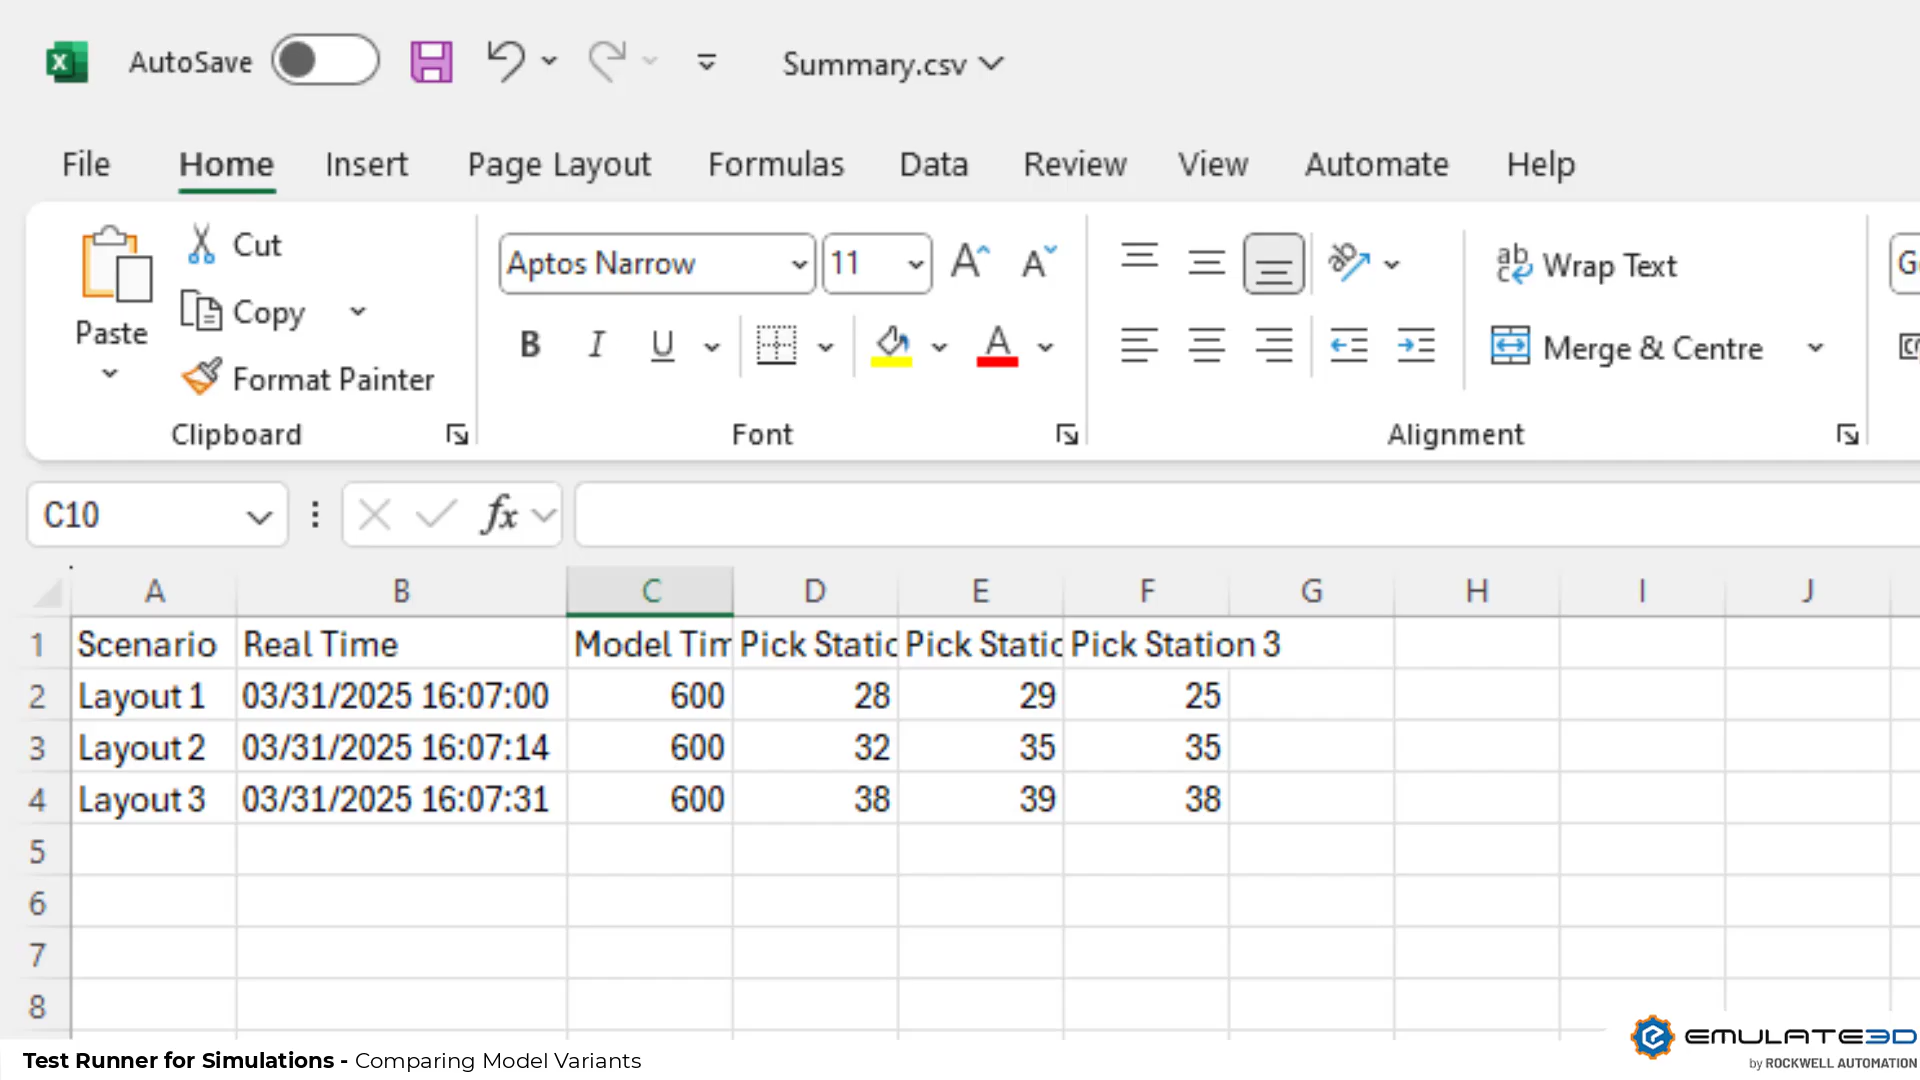 AutoSave Summary.csv
File Home Insert Page Layout Formulas Data Review View Automate Help
Paste Cut
Copy
Format Painter
Clipboard
Aptos Narrow 11
B I U A
Font
ab Wrap Text
Merge & Centre
Alignment
C10 fx
A B C D E F G H I J
1 Scenario Real Time Model Tim Pick Static Pick Static Pick Station 3
2 Layout 1 03/31/2025 16:07:00 600 28 29 25
3 Layout 2 03/31/2025 16:07:14 600 32 35 35
4 Layout 3 03/31/2025 16:07:31 600 38 39 38
5
6
7
8
Test Runner for Simulations - Comparing Model Variants
EMULATE3D
by ROCKWELL AUTOMATION